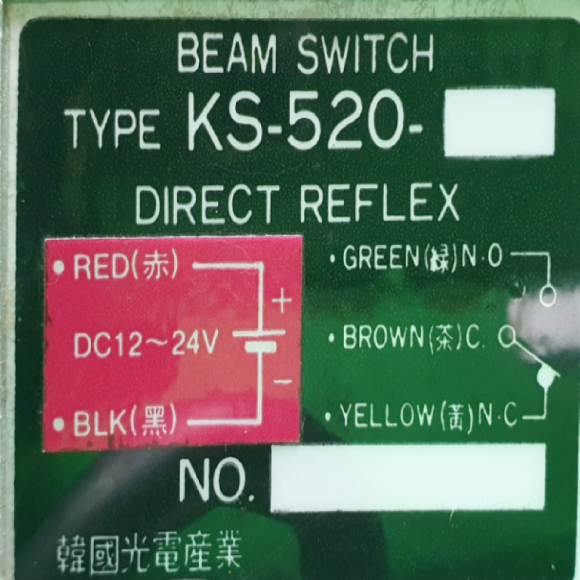 BEAM SWITCH
TYPE KS-520-
DIRECT REFLEX
• RED(赤)
+
DC12～24V
−
• BLK(黑)
• GREEN(緑)N·O
• BROWN(茶)C.
• YELLOW(黃)N·C
NO.
韓國光電産業